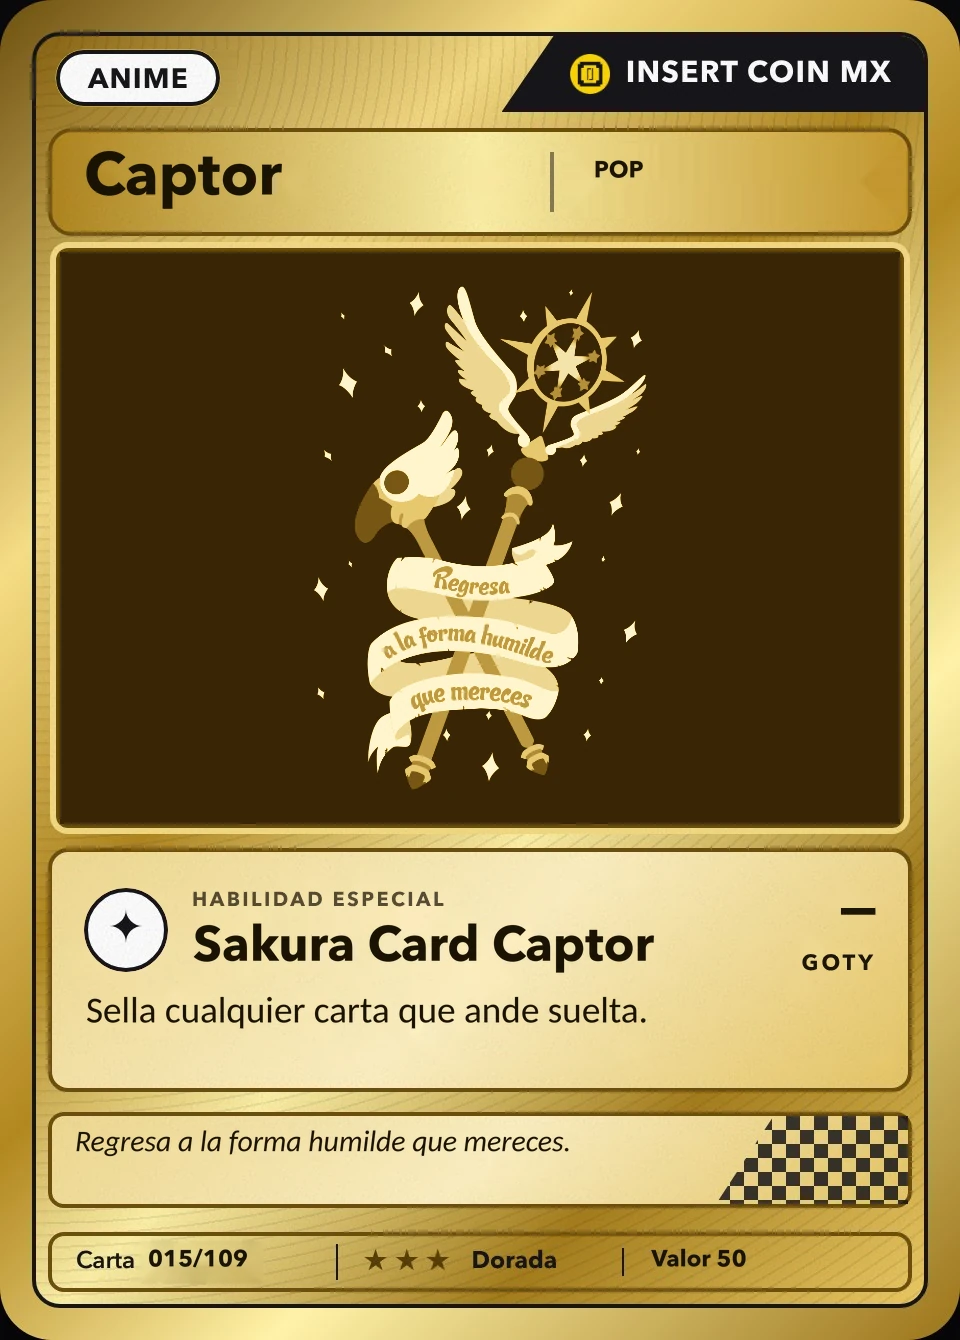 ANIME
INSERT COIN MX
Captor
POP
Regresa
a la forma humilde
que mereces
HABILIDAD ESPECIAL
Sakura Card Captor
—
GOTY
Sella cualquier carta que ande suelta.
Regresa a la forma humilde que mereces.
Carta 015/109 ★★★ Dorada Valor 50